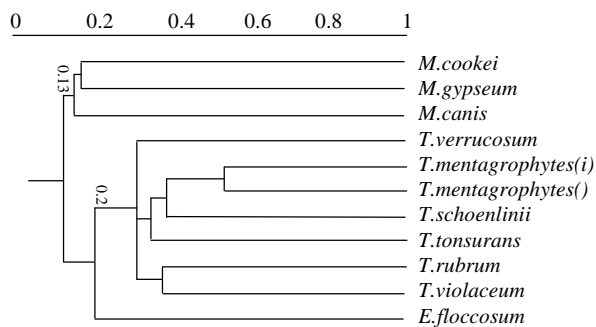 0 0.2 0.4 0.6 0.8 1
M.cookei
0.13
M.gypseum
M.canis
T.verrucosum
T.mentagrophytes(i)
0.2
T.mentagrophytes()
T.schoenlinii
T.tonsurans
T.rubrum
T.violaceum
E.floccosum